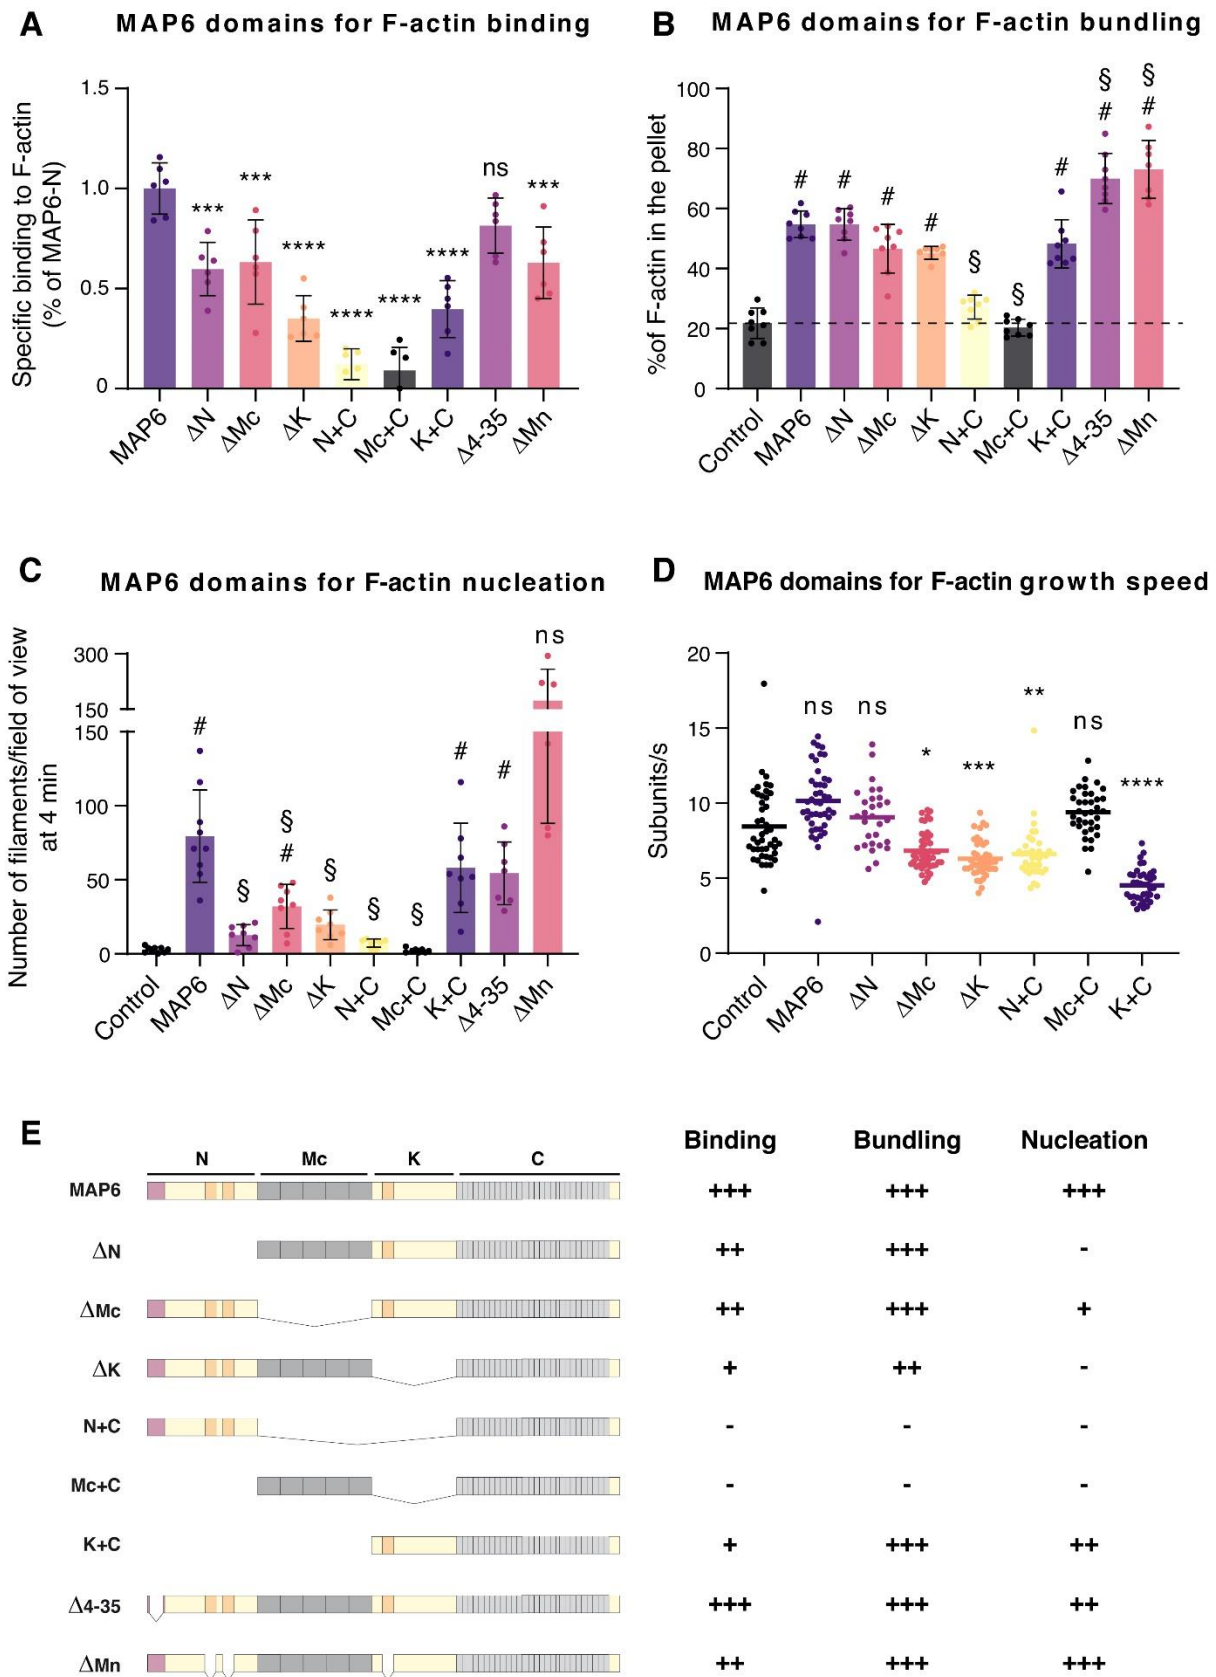 A MAP6 domains for F-actin binding
Specific binding to F-actin
(% of MAP6-N)
1.5
1.0
0.5
0
*** *** **** **** **** **** ns ***
MAP6 ΔN ΔMc ΔK N+C Mc+C K+C Δ4-35 ΔMn
B MAP6 domains for F-actin bundling
%of F-actin in the pellet
100
80
60
40
20
0
# # # # § § # § # § #
Control MAP6 ΔN ΔMc ΔK N+C Mc+C K+C Δ4-35 ΔMn
C MAP6 domains for F-actin nucleation
Number of filaments/field of view
at 4 min
300
150
150
100
50
0
# § § # § § § # # ns
Control MAP6 ΔN ΔMc ΔK N+C Mc+C K+C Δ4-35 ΔMn
D MAP6 domains for F-actin growth speed
Subunits/s
20
15
10
5
0
ns ns * *** ** ns ****
Control MAP6 ΔN ΔMc ΔK N+C Mc+C K+C
E Binding Bundling Nucleation
N Mc K C
MAP6 +++ +++ +++
ΔN ++ +++ -
ΔMc ++ +++ +
ΔK + ++ -
N+C - - -
Mc+C - - -
K+C + +++ ++
Δ4-35 +++ +++ ++
ΔMn ++ +++ +++